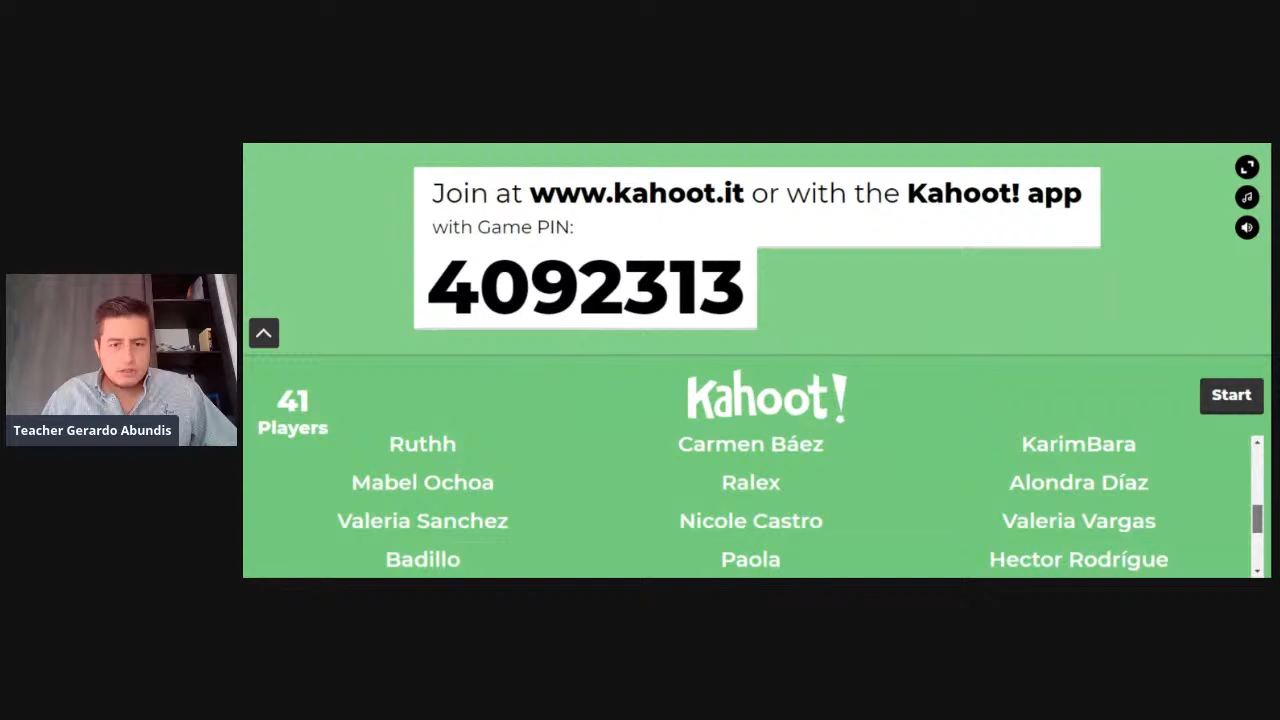 Join at www.kahoot.it or with the Kahoot! app
with Game PIN:
4092313
Teacher Gerardo Abundis
41
Players
Kahoot!
Start
Ruthh
Carmen Báez
KarimBara
Mabel Ochoa
Ralex
Alondra Díaz
Valeria Sanchez
Nicole Castro
Valeria Vargas
Badillo
Paola
Hector Rodrígue